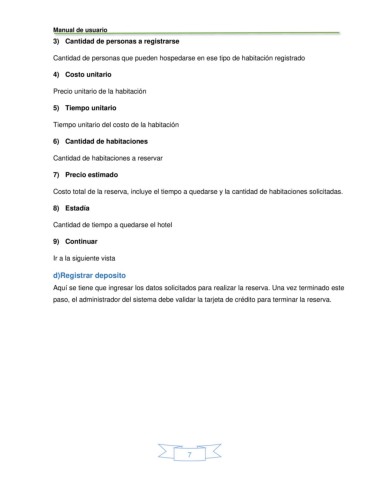 Manual de usuario
3) Cantidad de personas a registrarse
Cantidad de personas que pueden hospedarse en ese tipo de habitación registrado
4) Costo unitario
Precio unitario de la habitación
5) Tiempo unitario
Tiempo unitario del costo de la habitación
6) Cantidad de habitaciones
Cantidad de habitaciones a reservar
7) Precio estimado
Costo total de la reserva, incluye el tiempo a quedarse y la cantidad de habitaciones solicitadas.
8) Estadía
Cantidad de tiempo a quedarse el hotel
9) Continuar
Ir a la siguiente vista
d)Registrar deposito
Aquí se tiene que ingresar los datos solicitados para realizar la reserva. Una vez terminado este
paso, el administrador del sistema debe validar la tarjeta de crédito para terminar la reserva.
7